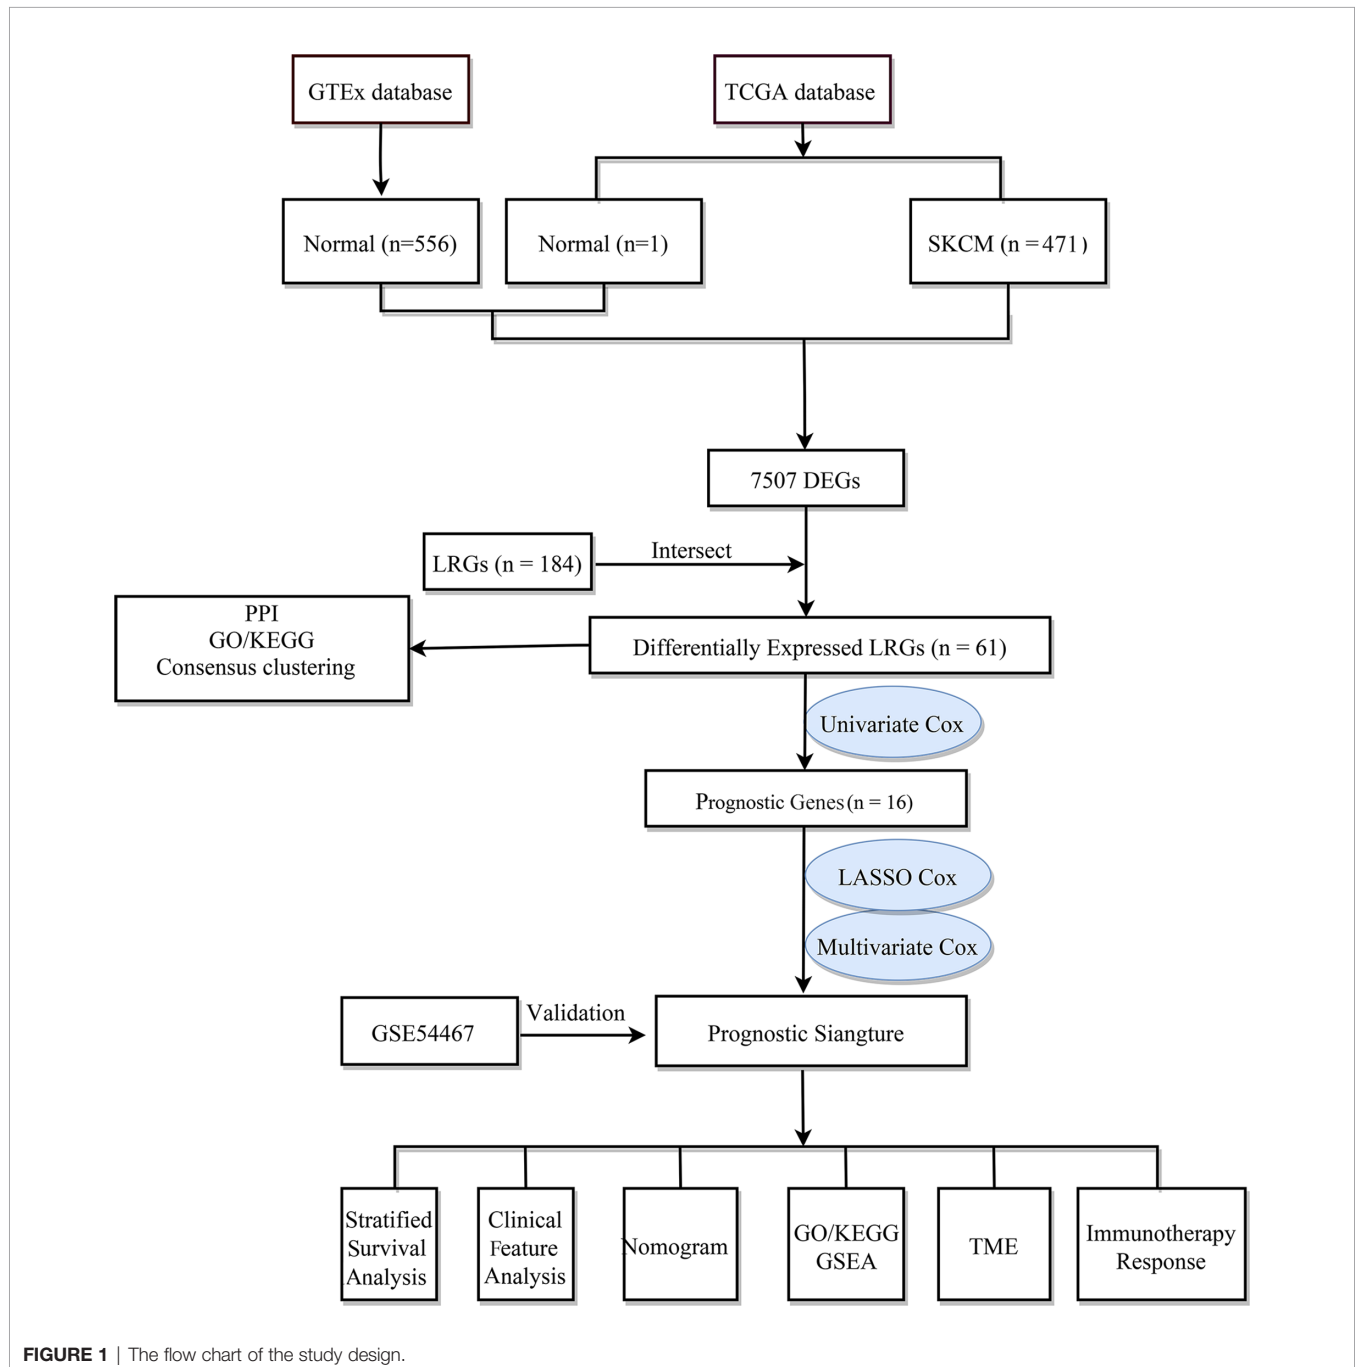 GTEx database
TCGA database
Normal (n=556)
Normal (n=1)
SKCM (n = 471)
7507 DEGs
LRGs (n = 184)
Intersect
PPI
GO/KEGG
Consensus clustering
Differentially Expressed LRGs (n = 61)
Univariate Cox
Prognostic Genes (n = 16)
LASSO Cox
Multivariate Cox
GSE54467
Validation
Prognostic Siangture
Stratified
Survival
Analysis
Clinical
Feature
Analysis
Nomogram
GO/KEGG
GSEA
TME
Immunotherapy
Response
FIGURE 1 | The flow chart of the study design.